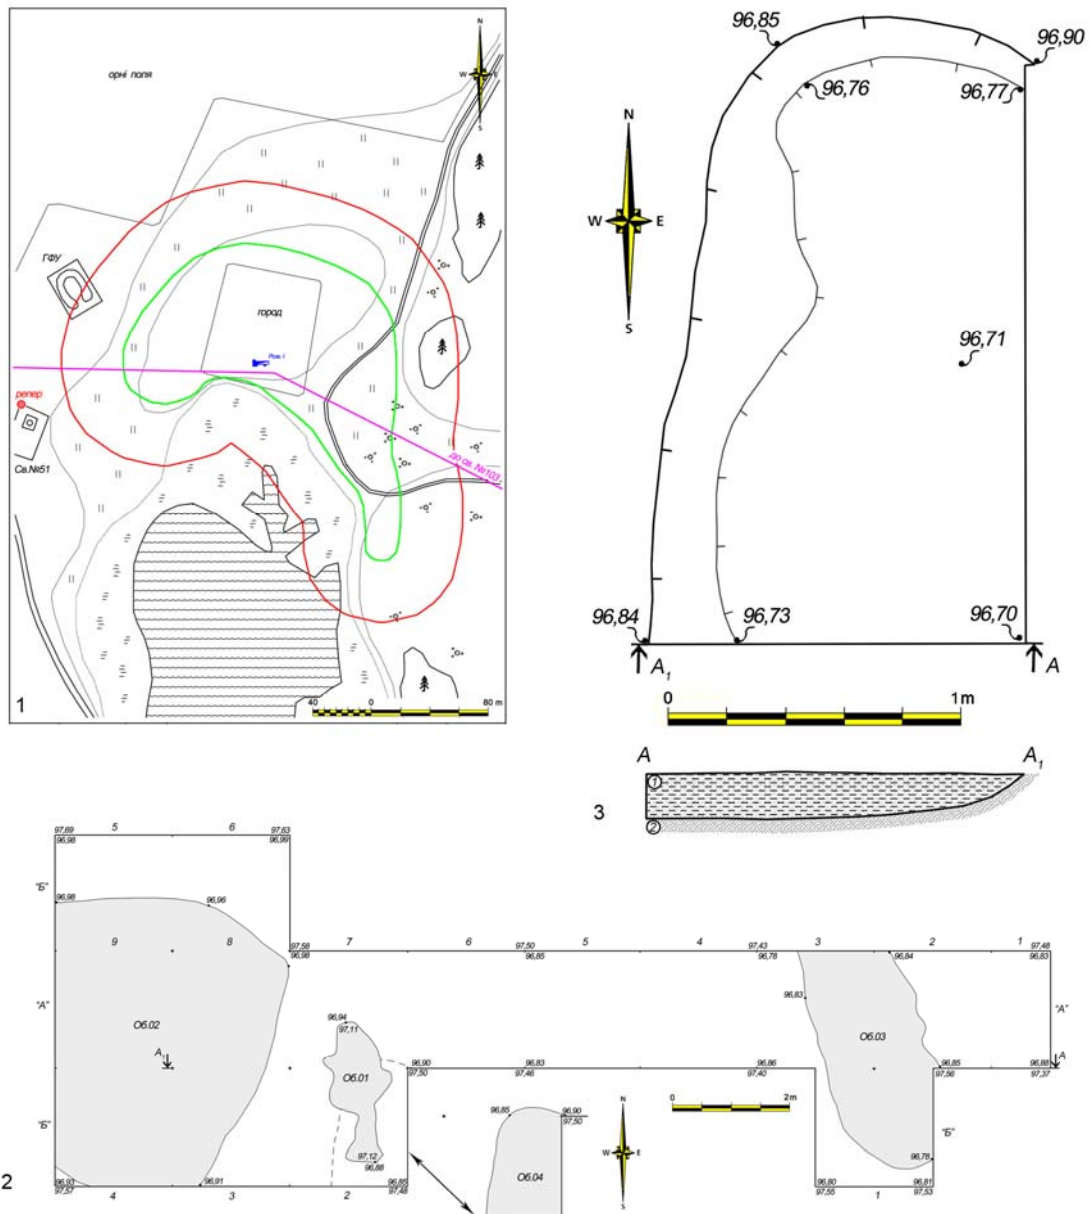 N
W E
S
орні поля
ГФУ
город
Роз. I
репер
Св.№51
до св. №103
40 0 80 m
1
96,85
96,90
96,76
96,77
N
W E
S
96,71
96,84
96,73
96,70
A₁ A
0 1m
A A₁
1
2
3
97,69 5 6 97,63
96,98 96,99
"Б"
96,98
96,96
9 8
97,58 7 6 97,50 5 4 97,43 3 2 1 97,48
96,98 96,85 96,78 96,84 96,83
"А"
Об.02
96,83
"А"
A₁
96,94
97,11
Об.01
Об.03
96,90 96,83 96,86 96,85 96,88 A
97,50 97,46 97,40 97,56 97,37
0 2m
N
W E
S
"Б"
96,85
96,90
97,50
"Б"
97,12
96,88
Об.04
96,78
96,93 96,91 96,85 96,80 96,81
97,57 4 3 2 97,48 97,55 1 97,53
2